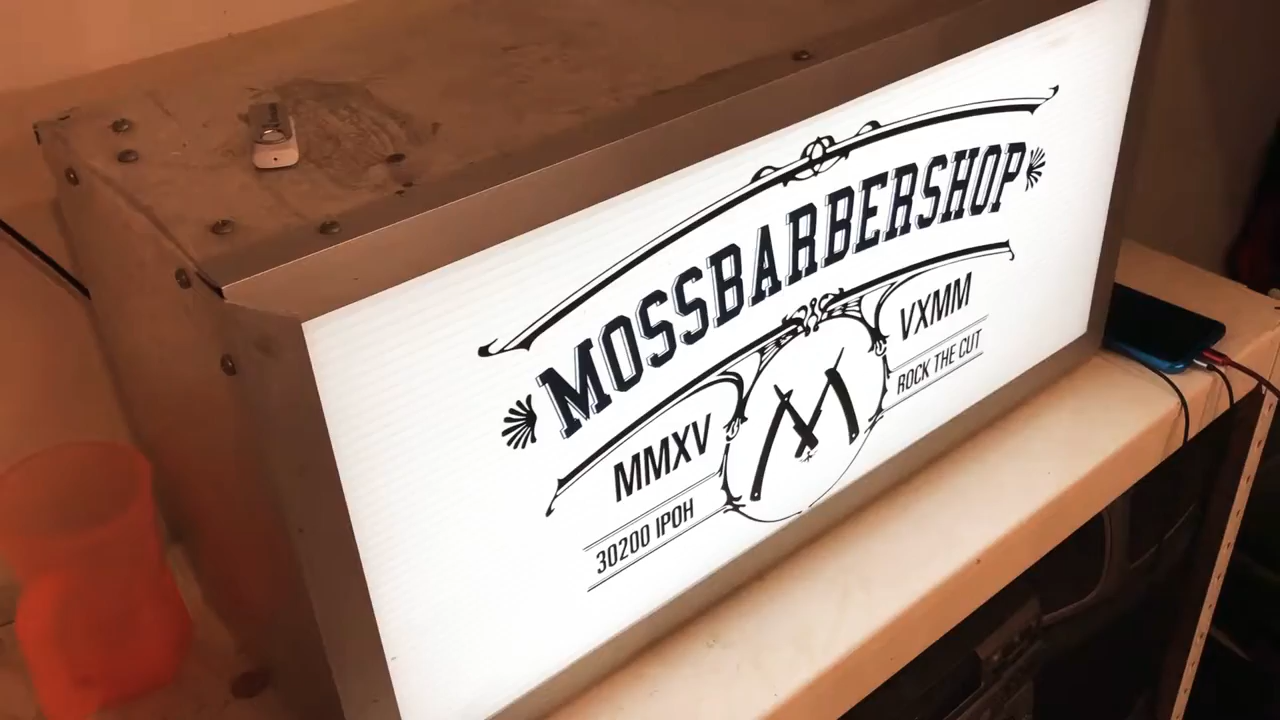 MOSSBARBERSHOP
MMXV
VXMM
30200 IPOH
ROCK THE CUT
M